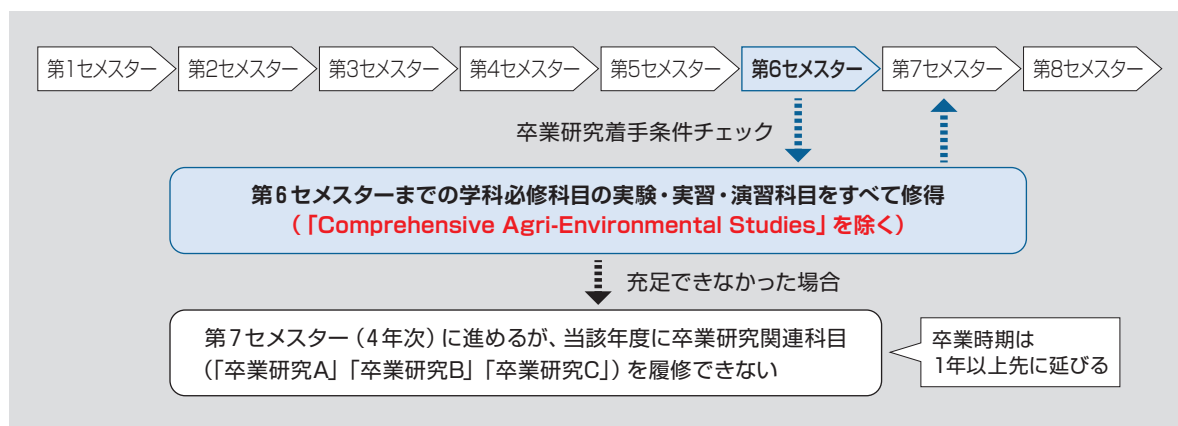 第1セメスター
第2セメスター
第3セメスター
第4セメスター
第5セメスター
第6セメスター
第7セメスター
第8セメスター
卒業研究着手条件チェック
第6セメスターまでの学科必修科目の実験・実習・演習科目をすべて修得
(「Comprehensive Agri-Environmental Studies」を除く)
充足できなかった場合
第7セメスター(4年次)に進めるが、当該年度に卒業研究関連科目
(「卒業研究A」「卒業研究B」「卒業研究C」)を履修できない
卒業時期は
1年以上先に延びる